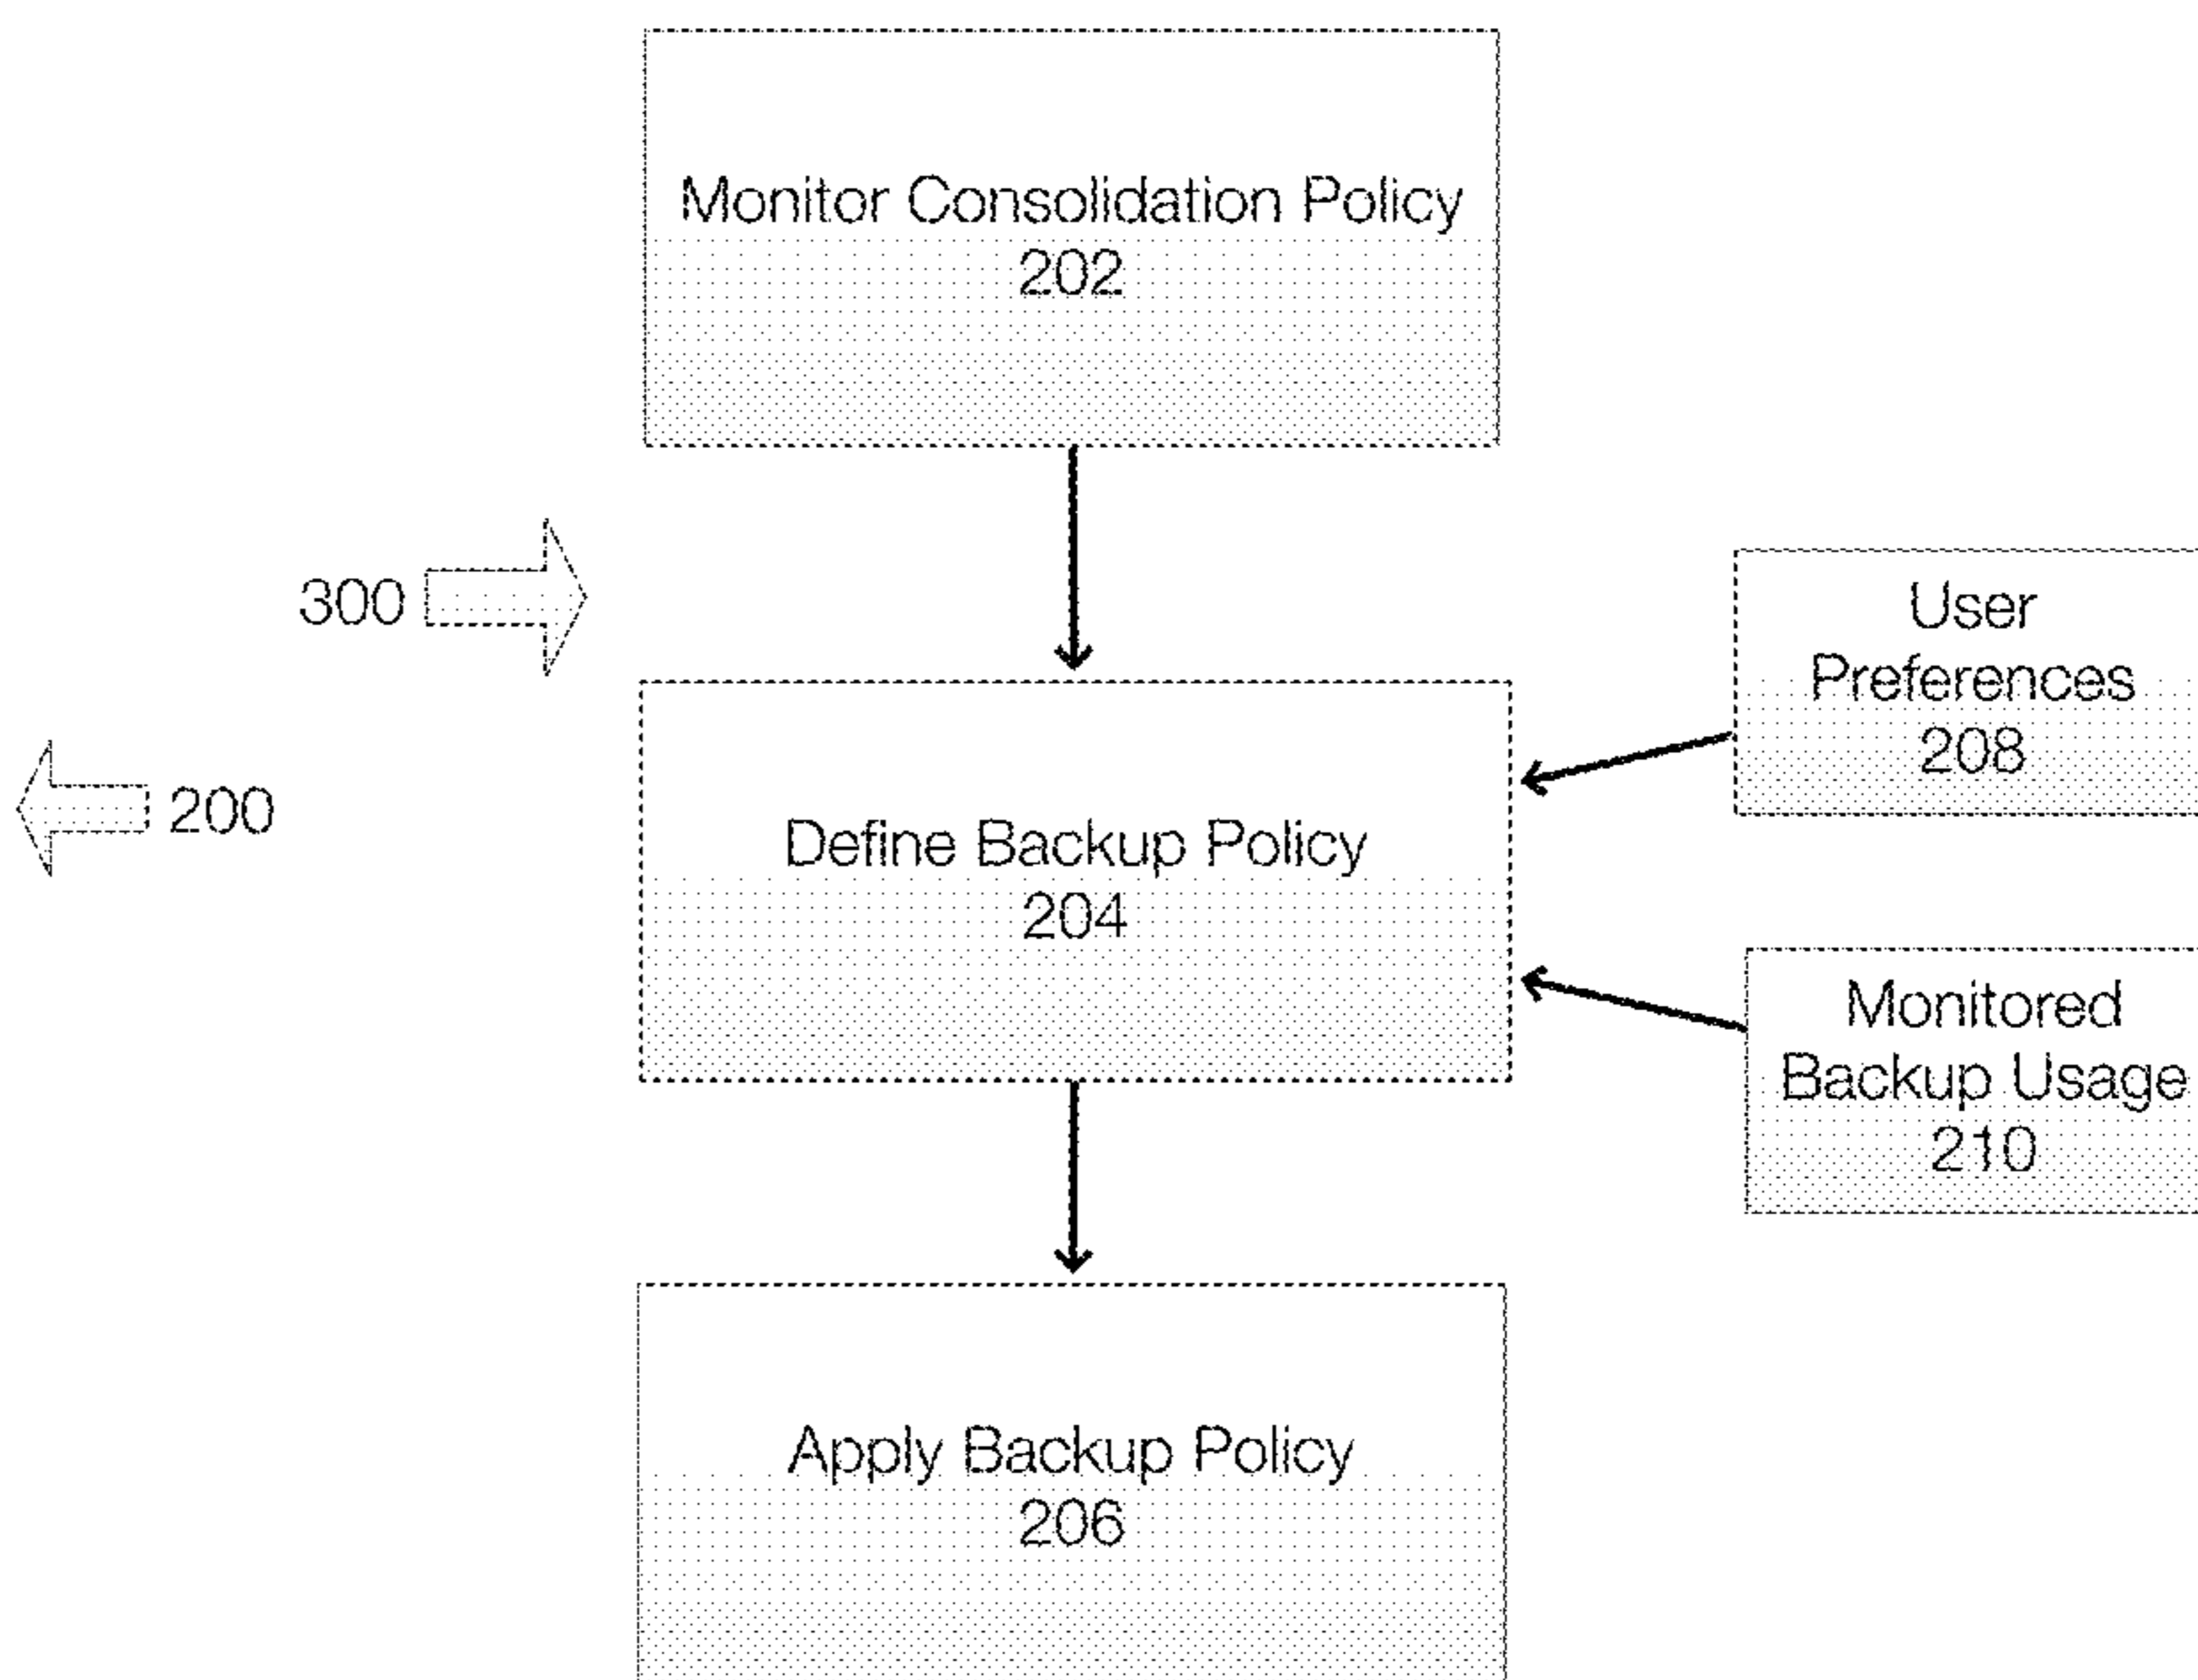 Monitor Consolidation Policy
202
300
200
User
Preferences
208
Define Backup Policy
204
Monitored
Backup Usage
210
Apply Backup Policy
206